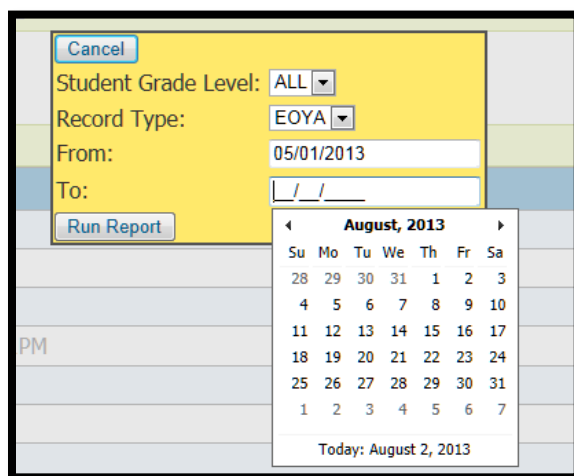 Cancel
Student Grade Level: ALL
Record Type: EOYA
From: 05/01/2013
To: __/__/____
Run Report
August, 2013
Su Mo Tu We Th Fr Sa
28 29 30 31 1 2 3
4 5 6 7 8 9 10
11 12 13 14 15 16 17
18 19 20 21 22 23 24
25 26 27 28 29 30 31
1 2 3 4 5 6 7
Today: August 2, 2013
PM